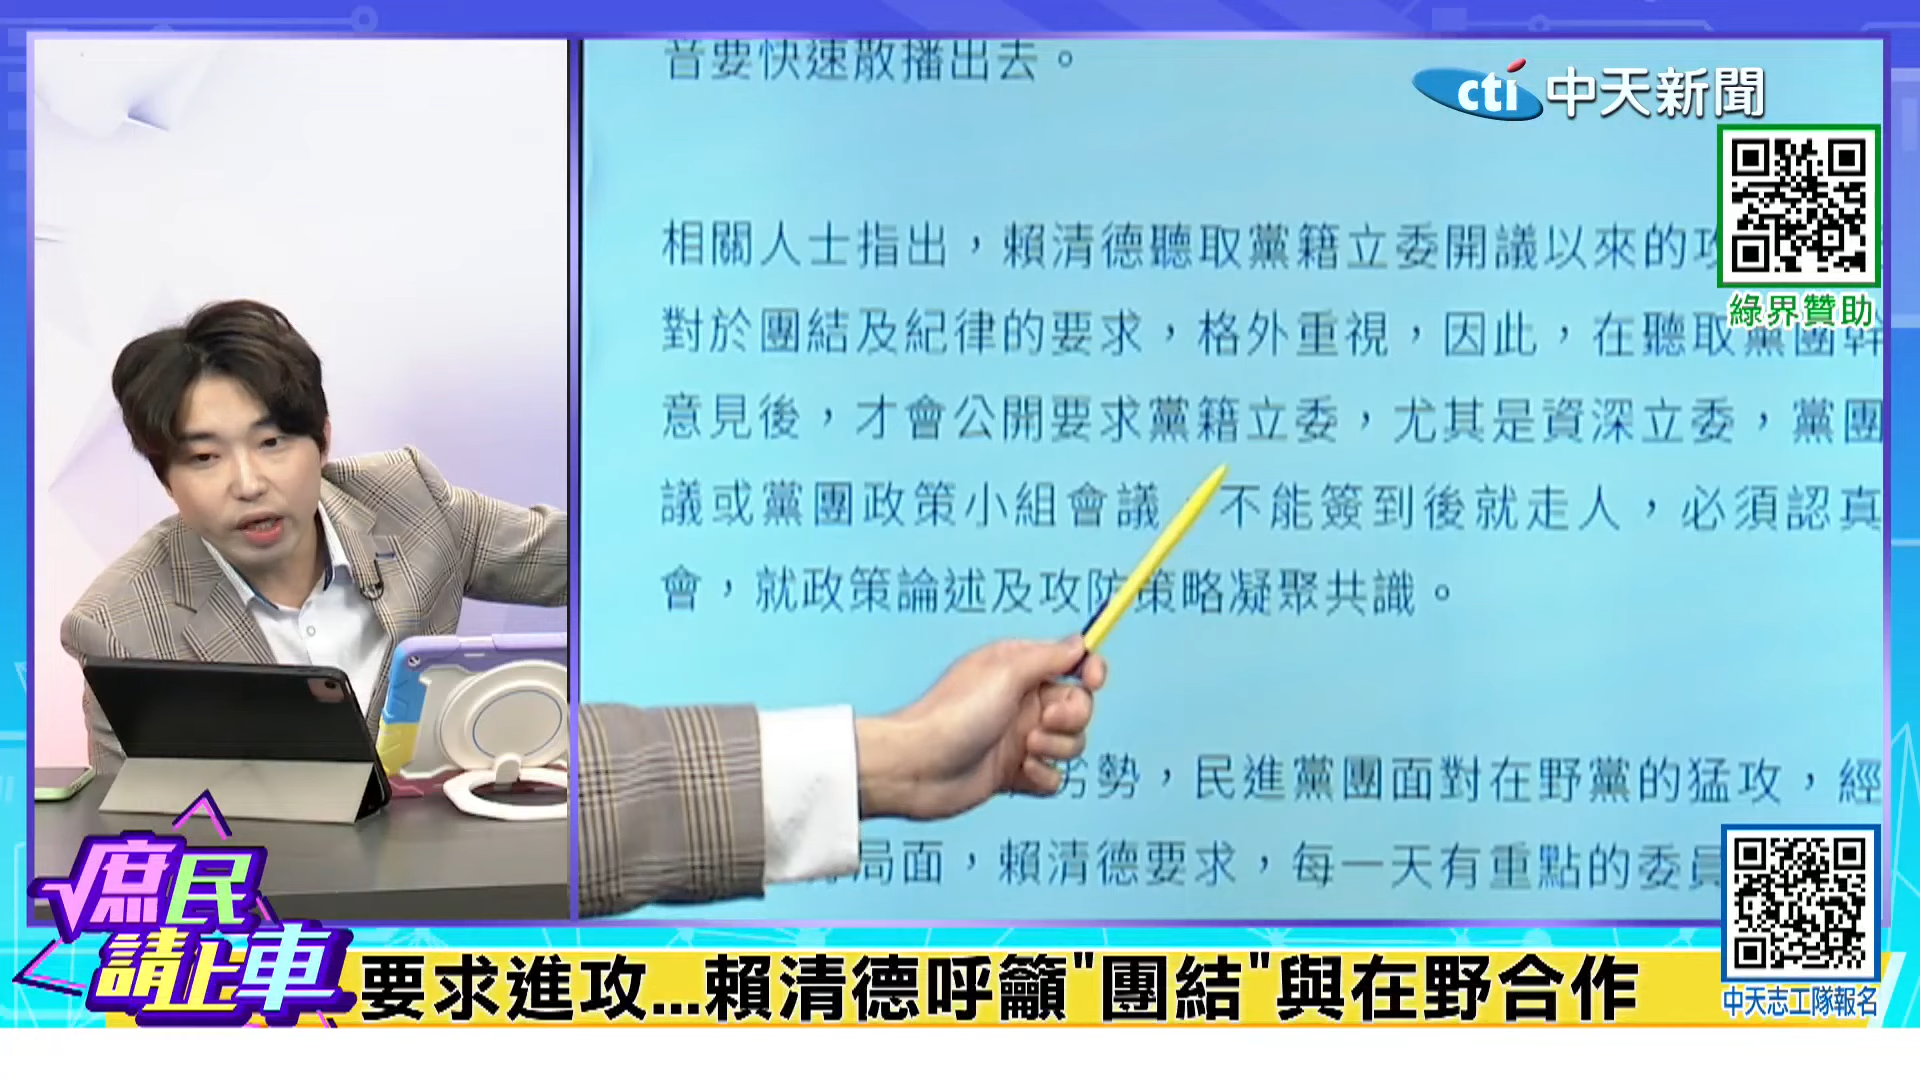 音要快速散播出去。
cti 中天新聞
相關人士指出，賴清德聽取黨籍立委開議以來的攻
對於團結及紀律的要求，格外重視，因此，在聽取黨團幹
意見後，才會公開要求黨籍立委，尤其是資深立委，黨團
議或黨團政策小組會議，不能簽到後就走人，必須認真
會，就政策論述及攻防策略凝聚共識。
劣勢，民進黨團面對在野黨的猛攻，經
局面，賴清德要求，每一天有重點的委員
綠界贊助
庶民
請上車
要求進攻...賴清德呼籲"團結"與在野合作
中天志工隊報名